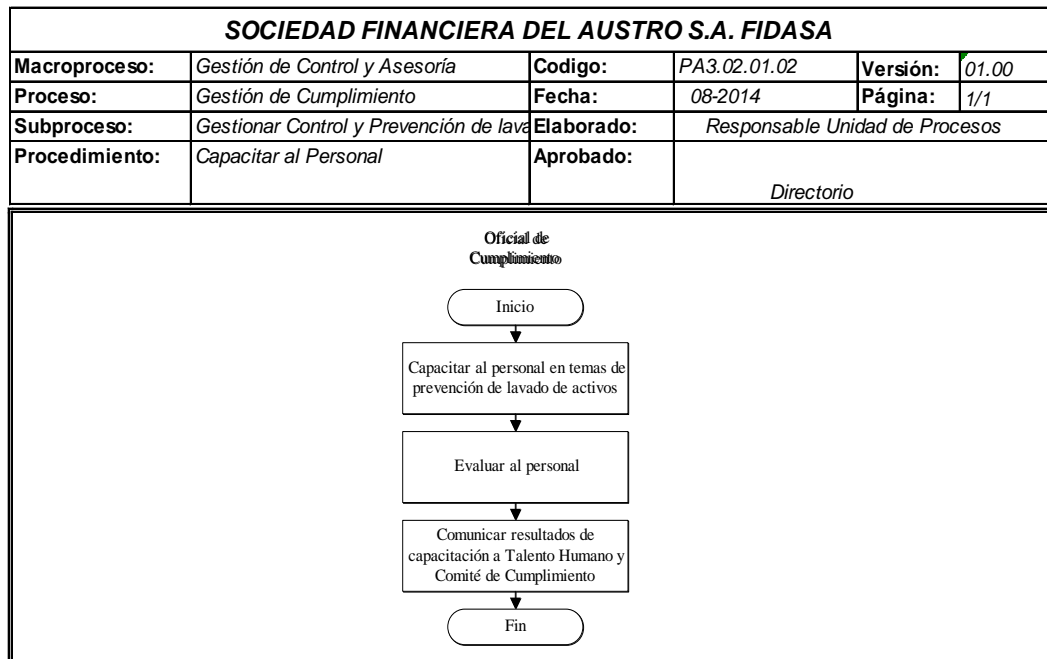 SOCIEDAD FINANCIERA DEL AUSTRO S.A. FIDASA
Macroproceso: Gestión de Control y Asesoría Codigo: PA3.02.01.02 Versión: 01.00
Proceso: Gestión de Cumplimiento Fecha: 08-2014 Página: 1/1
Subproceso: Gestionar Control y Prevención de lava Elaborado: Responsable Unidad de Procesos
Procedimiento: Capacitar al Personal Aprobado:
Directorio
Oficial de
Cumplimiento
Inicio
Capacitar al personal en temas de
prevención de lavado de activos
Evaluar al personal
Comunicar resultados de
capacitación a Talento Humano y
Comité de Cumplimiento
Fin